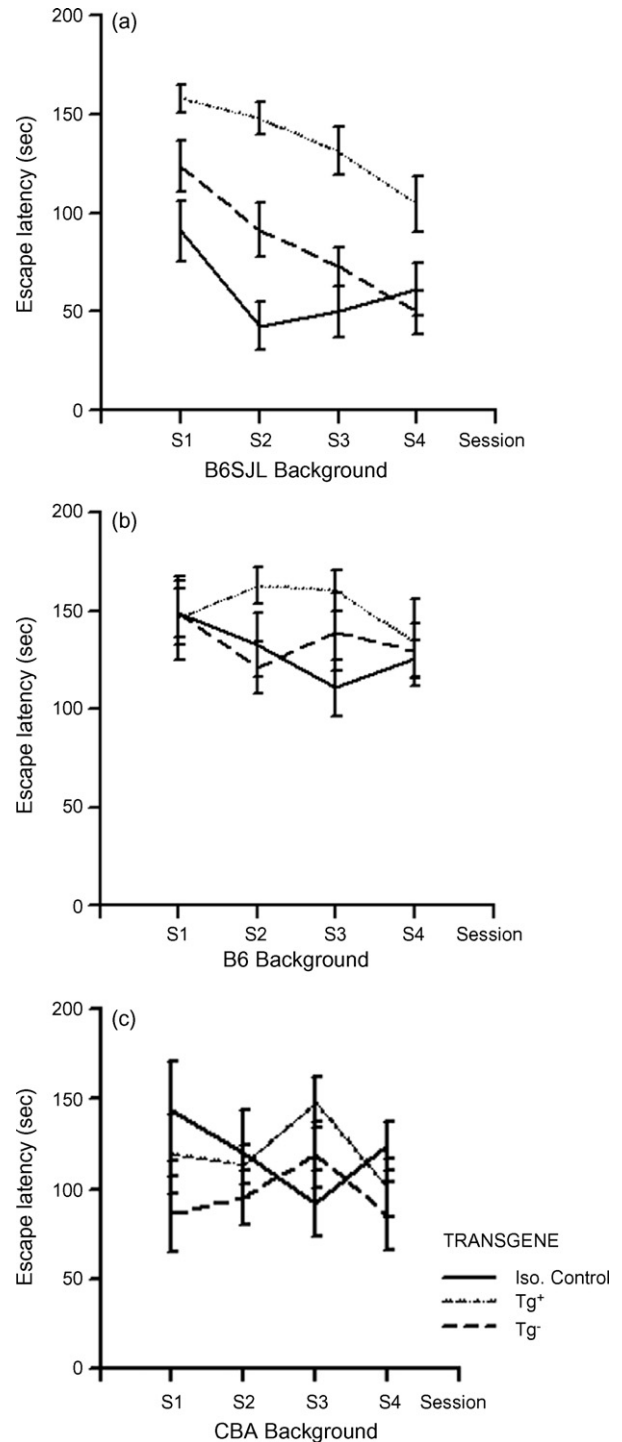 (a)
200
150
100
50
0
Escape latency (sec)
S1 S2 S3 S4 Session
B6SJL Background
(b)
200
150
100
50
0
Escape latency (sec)
S1 S2 S3 S4 Session
B6 Background
(c)
200
150
100
50
0
Escape latency (sec)
TRANSGENE
Iso. Control
Tg⁺
Tg⁻
S1 S2 S3 S4 Session
CBA Background